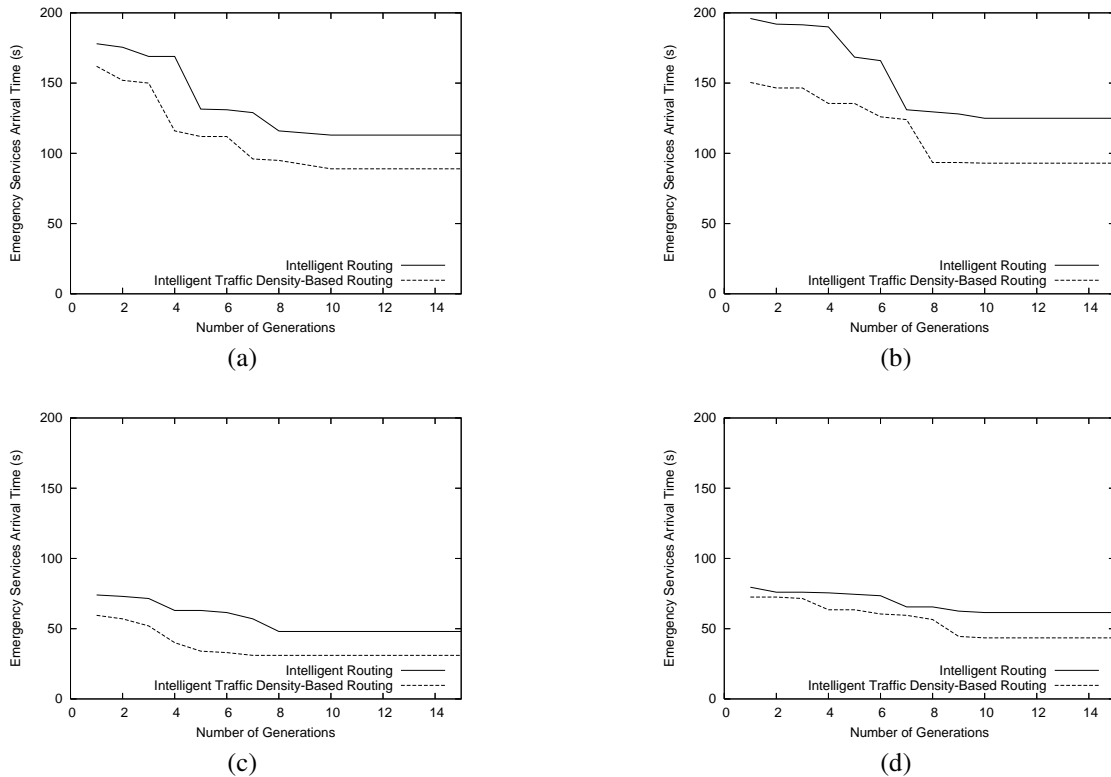 200
150
100
50
0
Emergency Services Arrival Time (s)
Intelligent Routing
Intelligent Traffic Density-Based Routing
0 2 4 6 8 10 12 14
Number of Generations
(a)
200
150
100
50
0
Emergency Services Arrival Time (s)
Intelligent Routing
Intelligent Traffic Density-Based Routing
0 2 4 6 8 10 12 14
Number of Generations
(b)
200
150
100
50
0
Emergency Services Arrival Time (s)
Intelligent Routing
Intelligent Traffic Density-Based Routing
0 2 4 6 8 10 12 14
Number of Generations
(c)
200
150
100
50
0
Emergency Services Arrival Time (s)
Intelligent Routing
Intelligent Traffic Density-Based Routing
0 2 4 6 8 10 12 14
Number of Generations
(d)